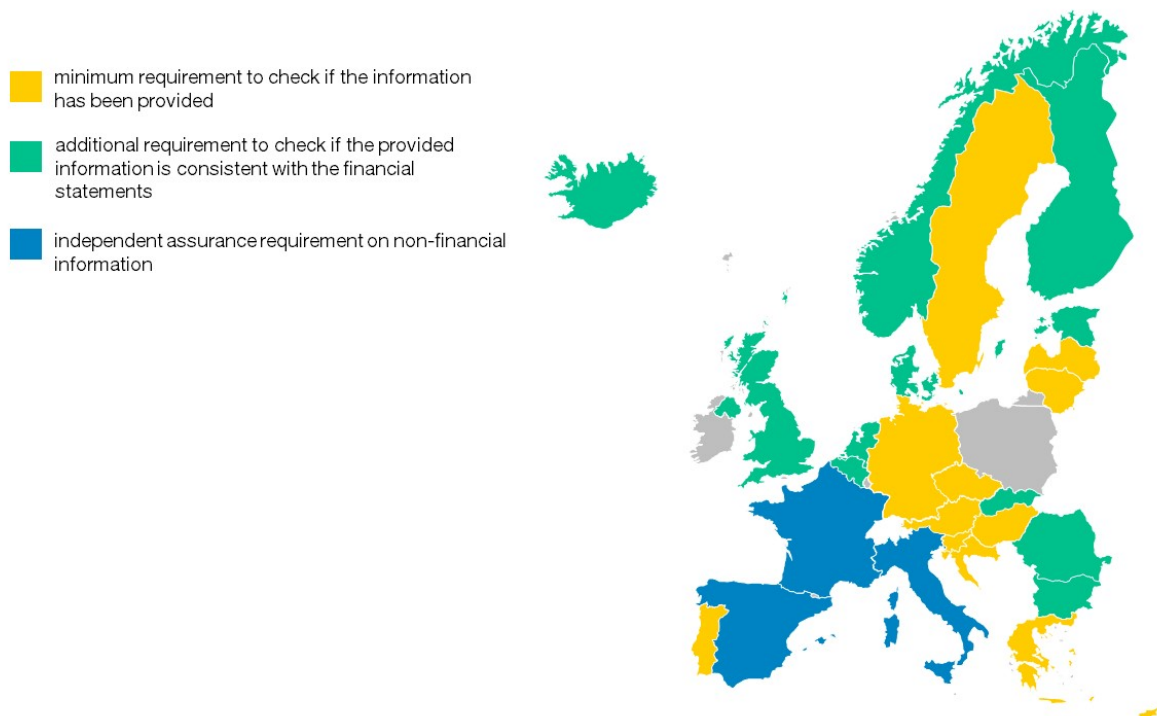 minimum requirement to check if the information
has been provided
additional requirement to check if the provided
information is consistent with the financial
statements
independent assurance requirement on non-financial
information